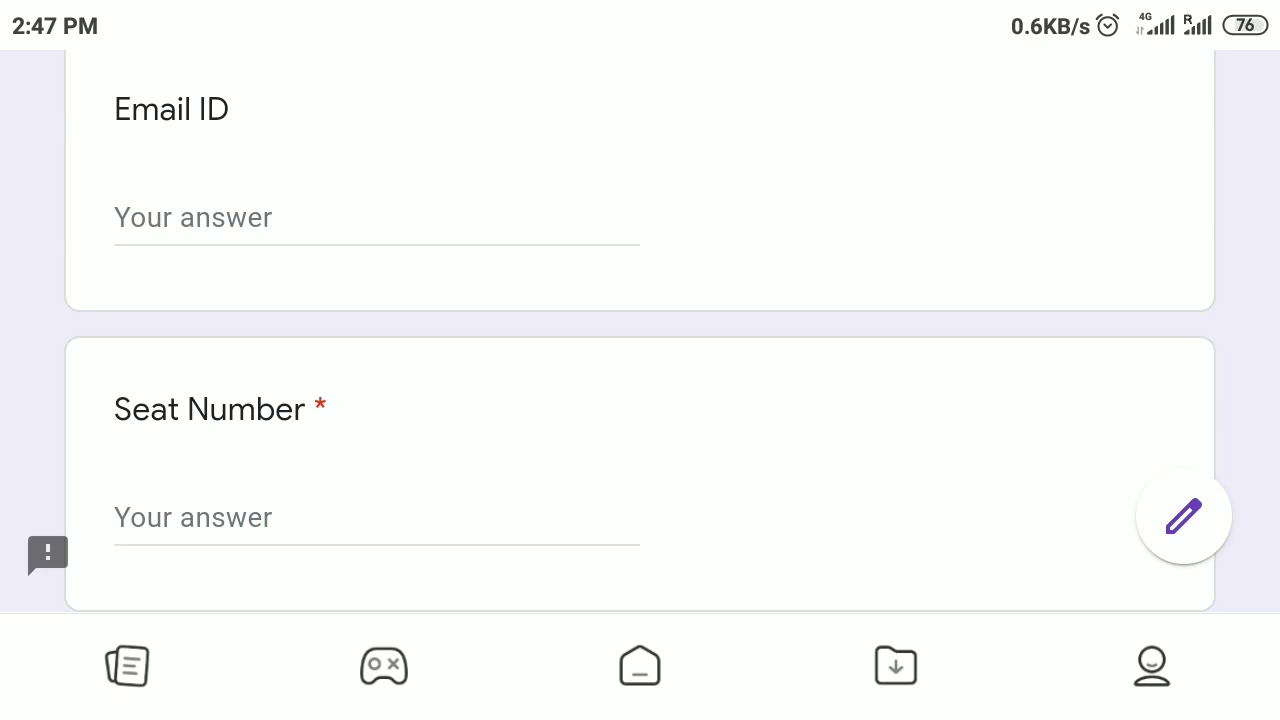 2:47 PM
0.6KB/s 4G R 76
Email ID
Your answer
Seat Number *
Your answer